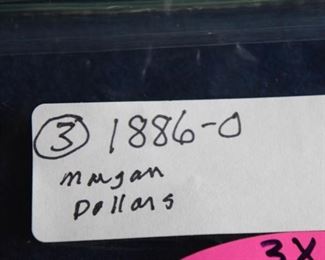 ③ 1886-O
Morgan
Dollars
3X